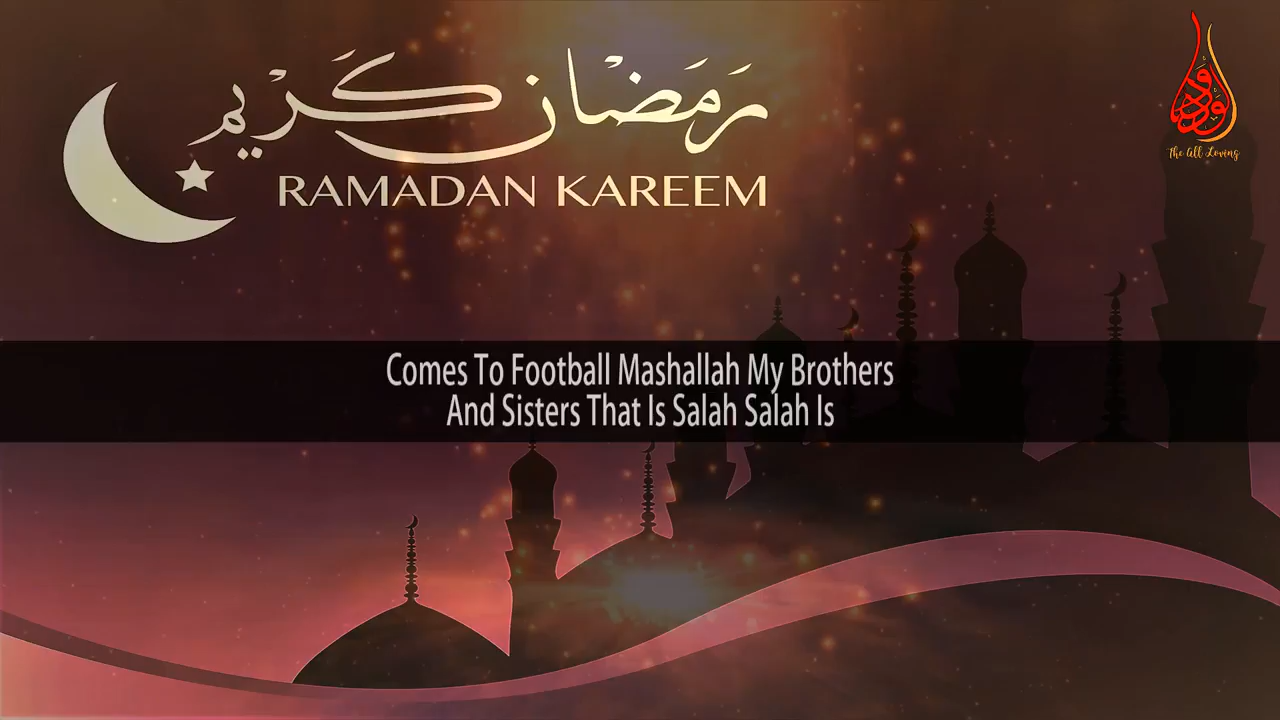 رَمَضَان كَرْيم
RAMADAN KAREEM
الودود
The All Loving
Comes To Football Mashallah My Brothers
And Sisters That Is Salah Salah Is